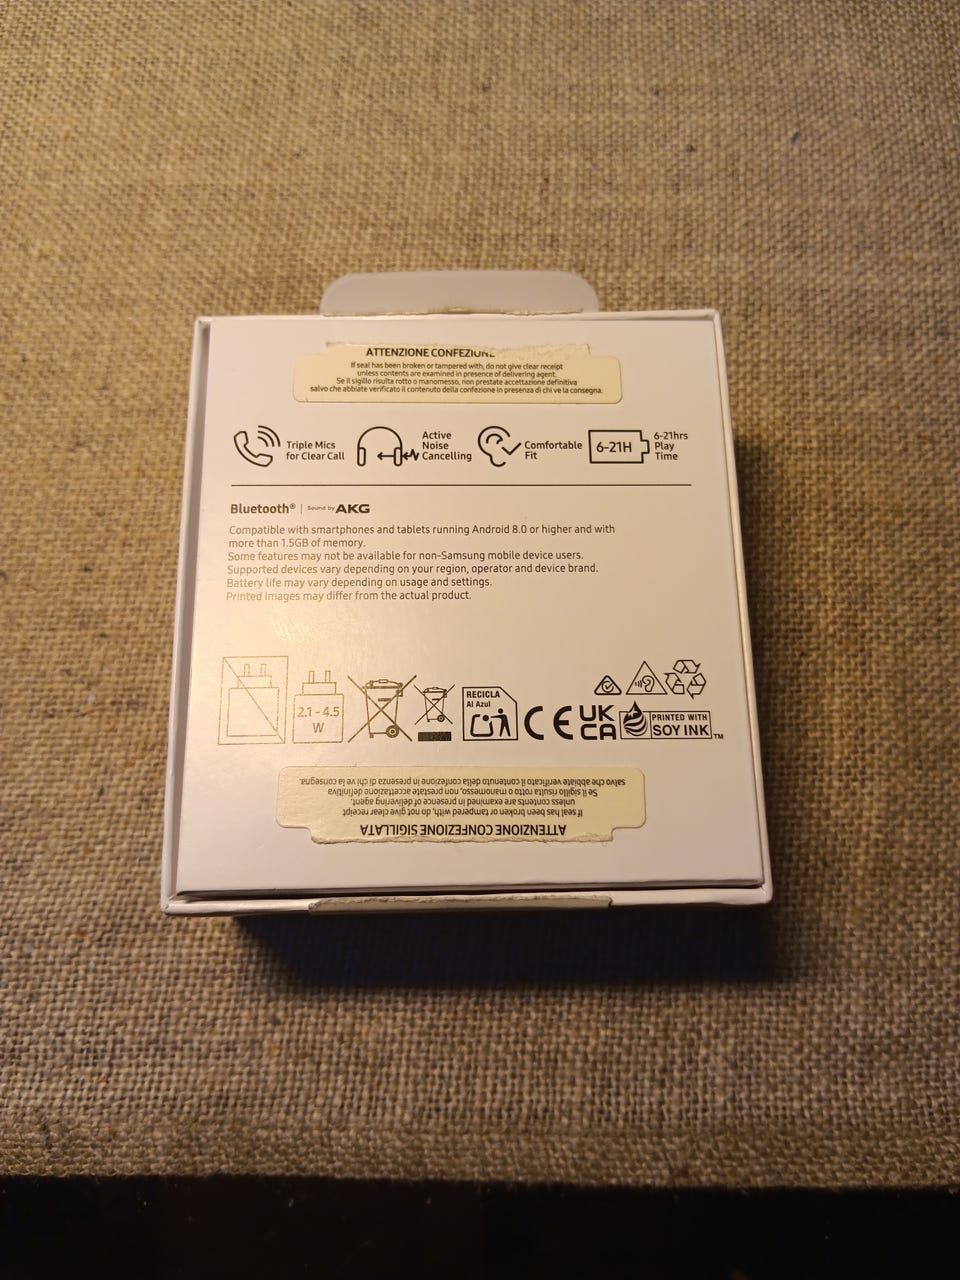 ATTENZIONE CONFEZIONE
If seal has been broken or tampered with, do not give clear receipt
unless contents are examined in presence of delivering agent.
Se il sigillo risulta rotto o manomesso, non prestate accettazione definitiva
salvo che abbiate verificato il contenuto della confezione in presenza di chi ve la consegna.
Triple Mics
for Clear Call
Active
Noise
Cancelling
Comfortable
Fit
6-21H
6-21hrs
Play
Time
Bluetooth® | Sound by AKG
Compatible with smartphones and tablets running Android 8.0 or higher and with
more than 1.5GB of memory.
Some features may not be available for non-Samsung mobile device users.
Supported devices vary depending on your region, operator and device brand.
Battery life may vary depending on usage and settings.
Printed images may differ from the actual product.
2.1 - 4.5
W
RECICLA
Al Azul
CE
UK
CA
PRINTED WITH
SOY INK™
ATTENZIONE CONFEZIONE SIGILLATA
If seal has been broken or tampered with, do not give clear receipt
unless contents are examined in presence of delivering agent.
Se il sigillo risulta rotto o manomesso, non prestate accettazione definitiva
salvo che abbiate verificato il contenuto della confezione in presenza di chi ve la consegna.